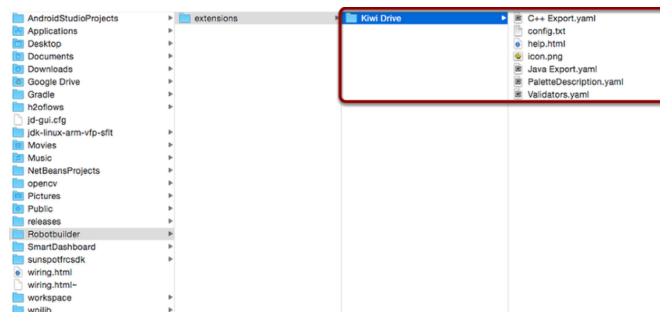 AndroidStudioProjects
Applications
Desktop
Documents
Downloads
Google Drive
Gradle
h2oflows
jd-gui.cfg
jdk-linux-arm-vfp-sflt
Movies
Music
NetBeansProjects
opencv
Pictures
Public
releases
Robotbuilder
SmartDashboard
sunspotfrcsdk
wiring.html
wiring.html~
workspace
wpilib
extensions
Kiwi Drive
C++ Export.yaml
config.txt
help.html
icon.png
Java Export.yaml
PaletteDescription.yaml
Validators.yaml